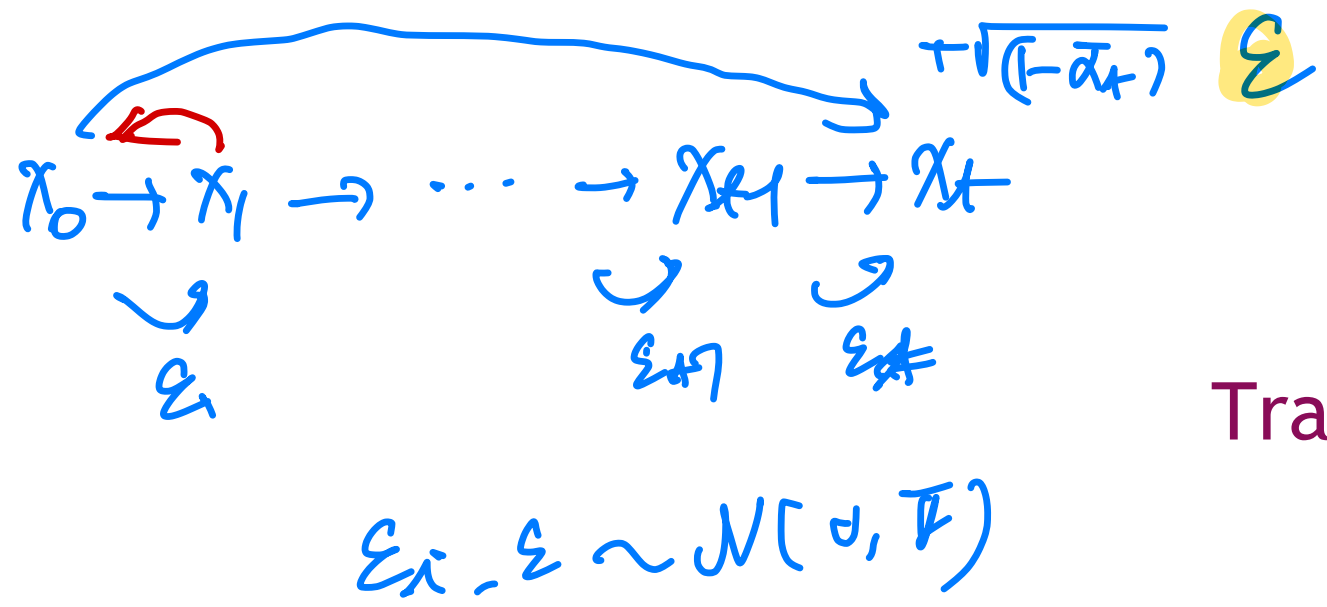 +√(1-ᾱₜ) ε
x₀ → x₁ → ... → xₜ₋₁ → xₜ
ε₁ εₜ₋₁ εₜ
Tra
εᵢ, ε ~ N(0, I)